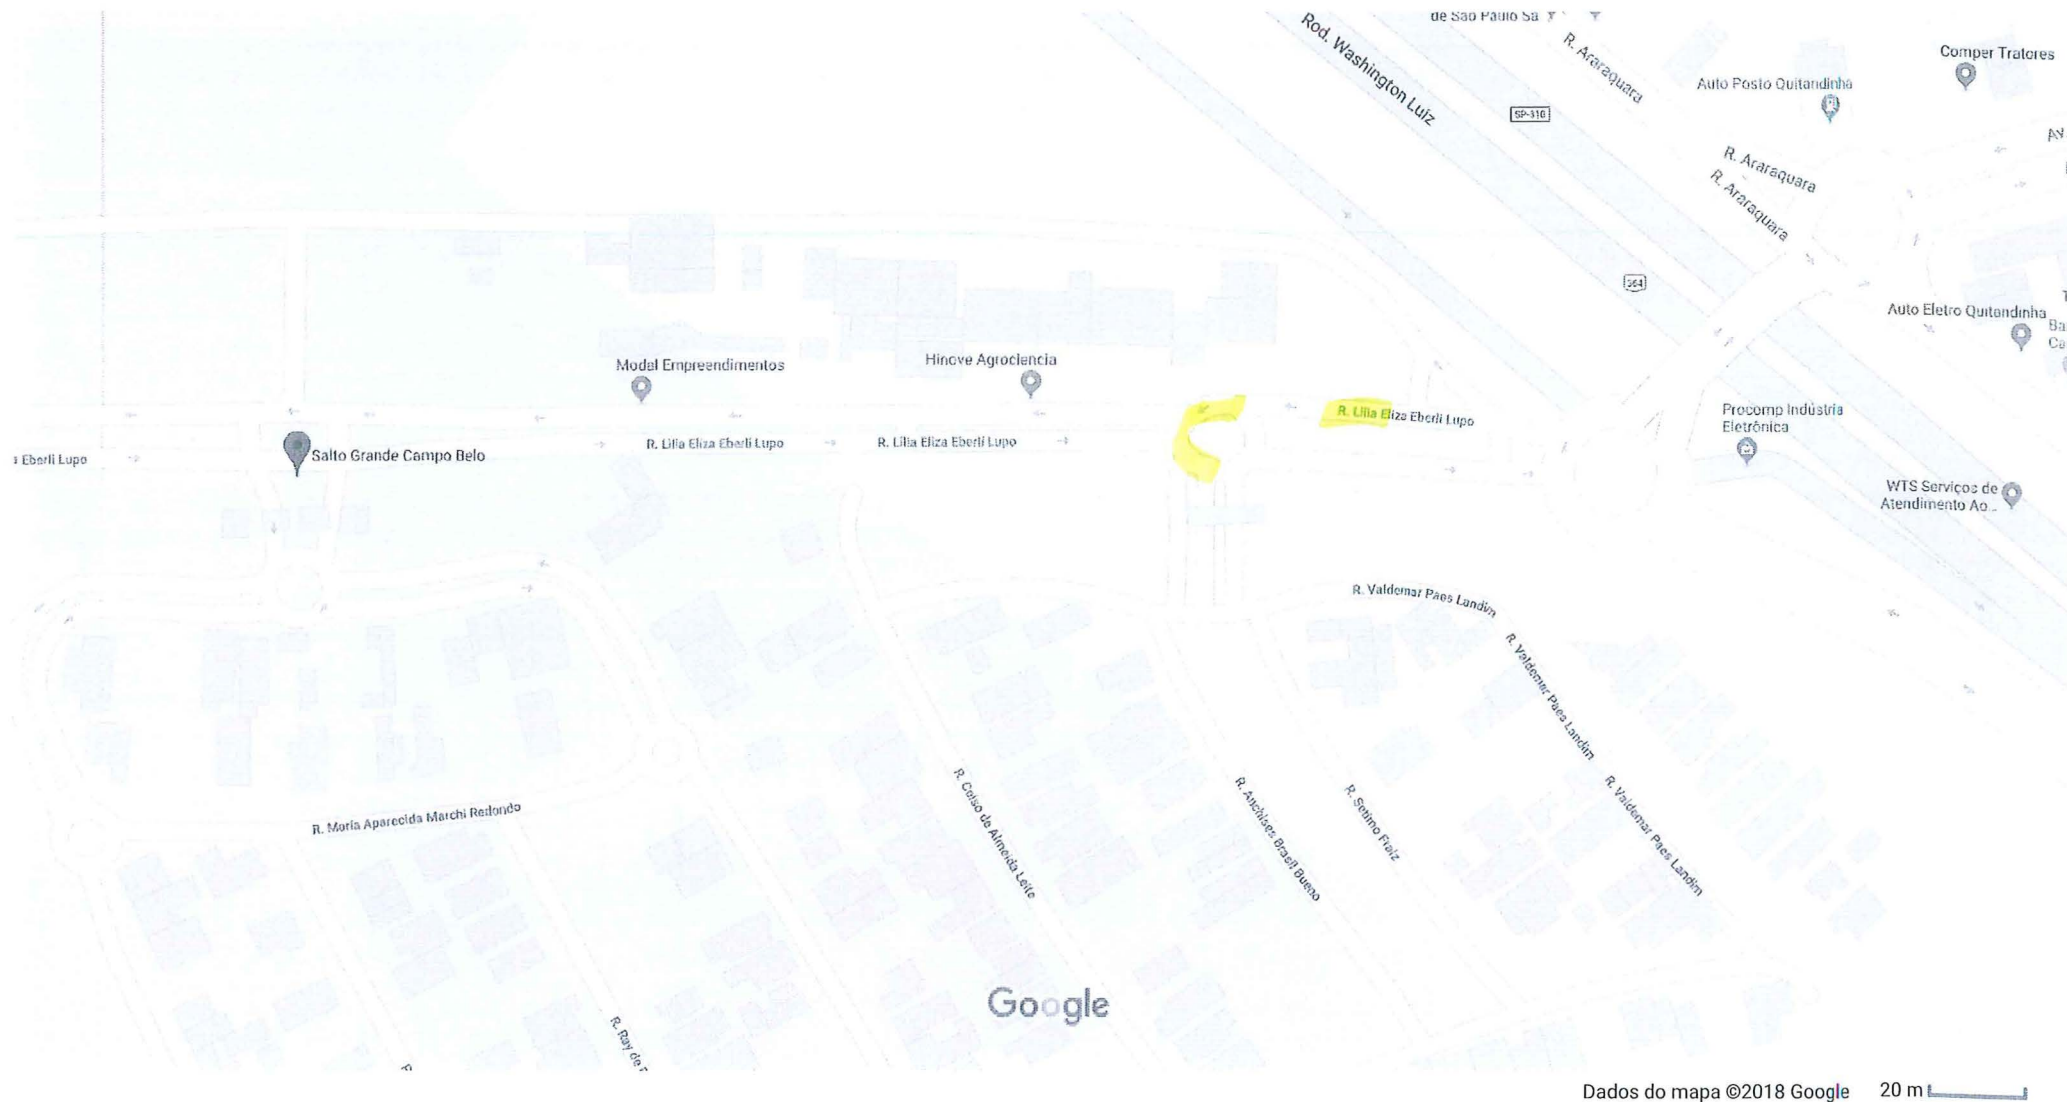 de São Paulo Sa
Rod. Washington Luíz
R. Araraquara
Comper Tratores
Auto Posto Quitandinha
SP-310
R. Araraquara
R. Araraquara
364
Auto Eletro Quitandinha
Modal Empreendimentos
Hinove Agrociencia
R. Lilia Eliza Eberli Lupo
Procomp Indústria
Eletrônica
R. Lilia Eliza Eberli Lupo
R. Lilia Eliza Eberli Lupo
Eberli Lupo
Salto Grande Campo Belo
WTS Serviços de
Atendimento Ao...
R. Valdemar Paes Landim
R. Valdemar Paes Landim
R. Valdemar Paes Landim
R. Maria Aparecida Marchi Redondo
R. Celso de Almeida Leite
R. Anchises Brasil Bueno
R. Setimo Fraiz
R. Ray de
Google
Dados do mapa ©2018 Google 20 m